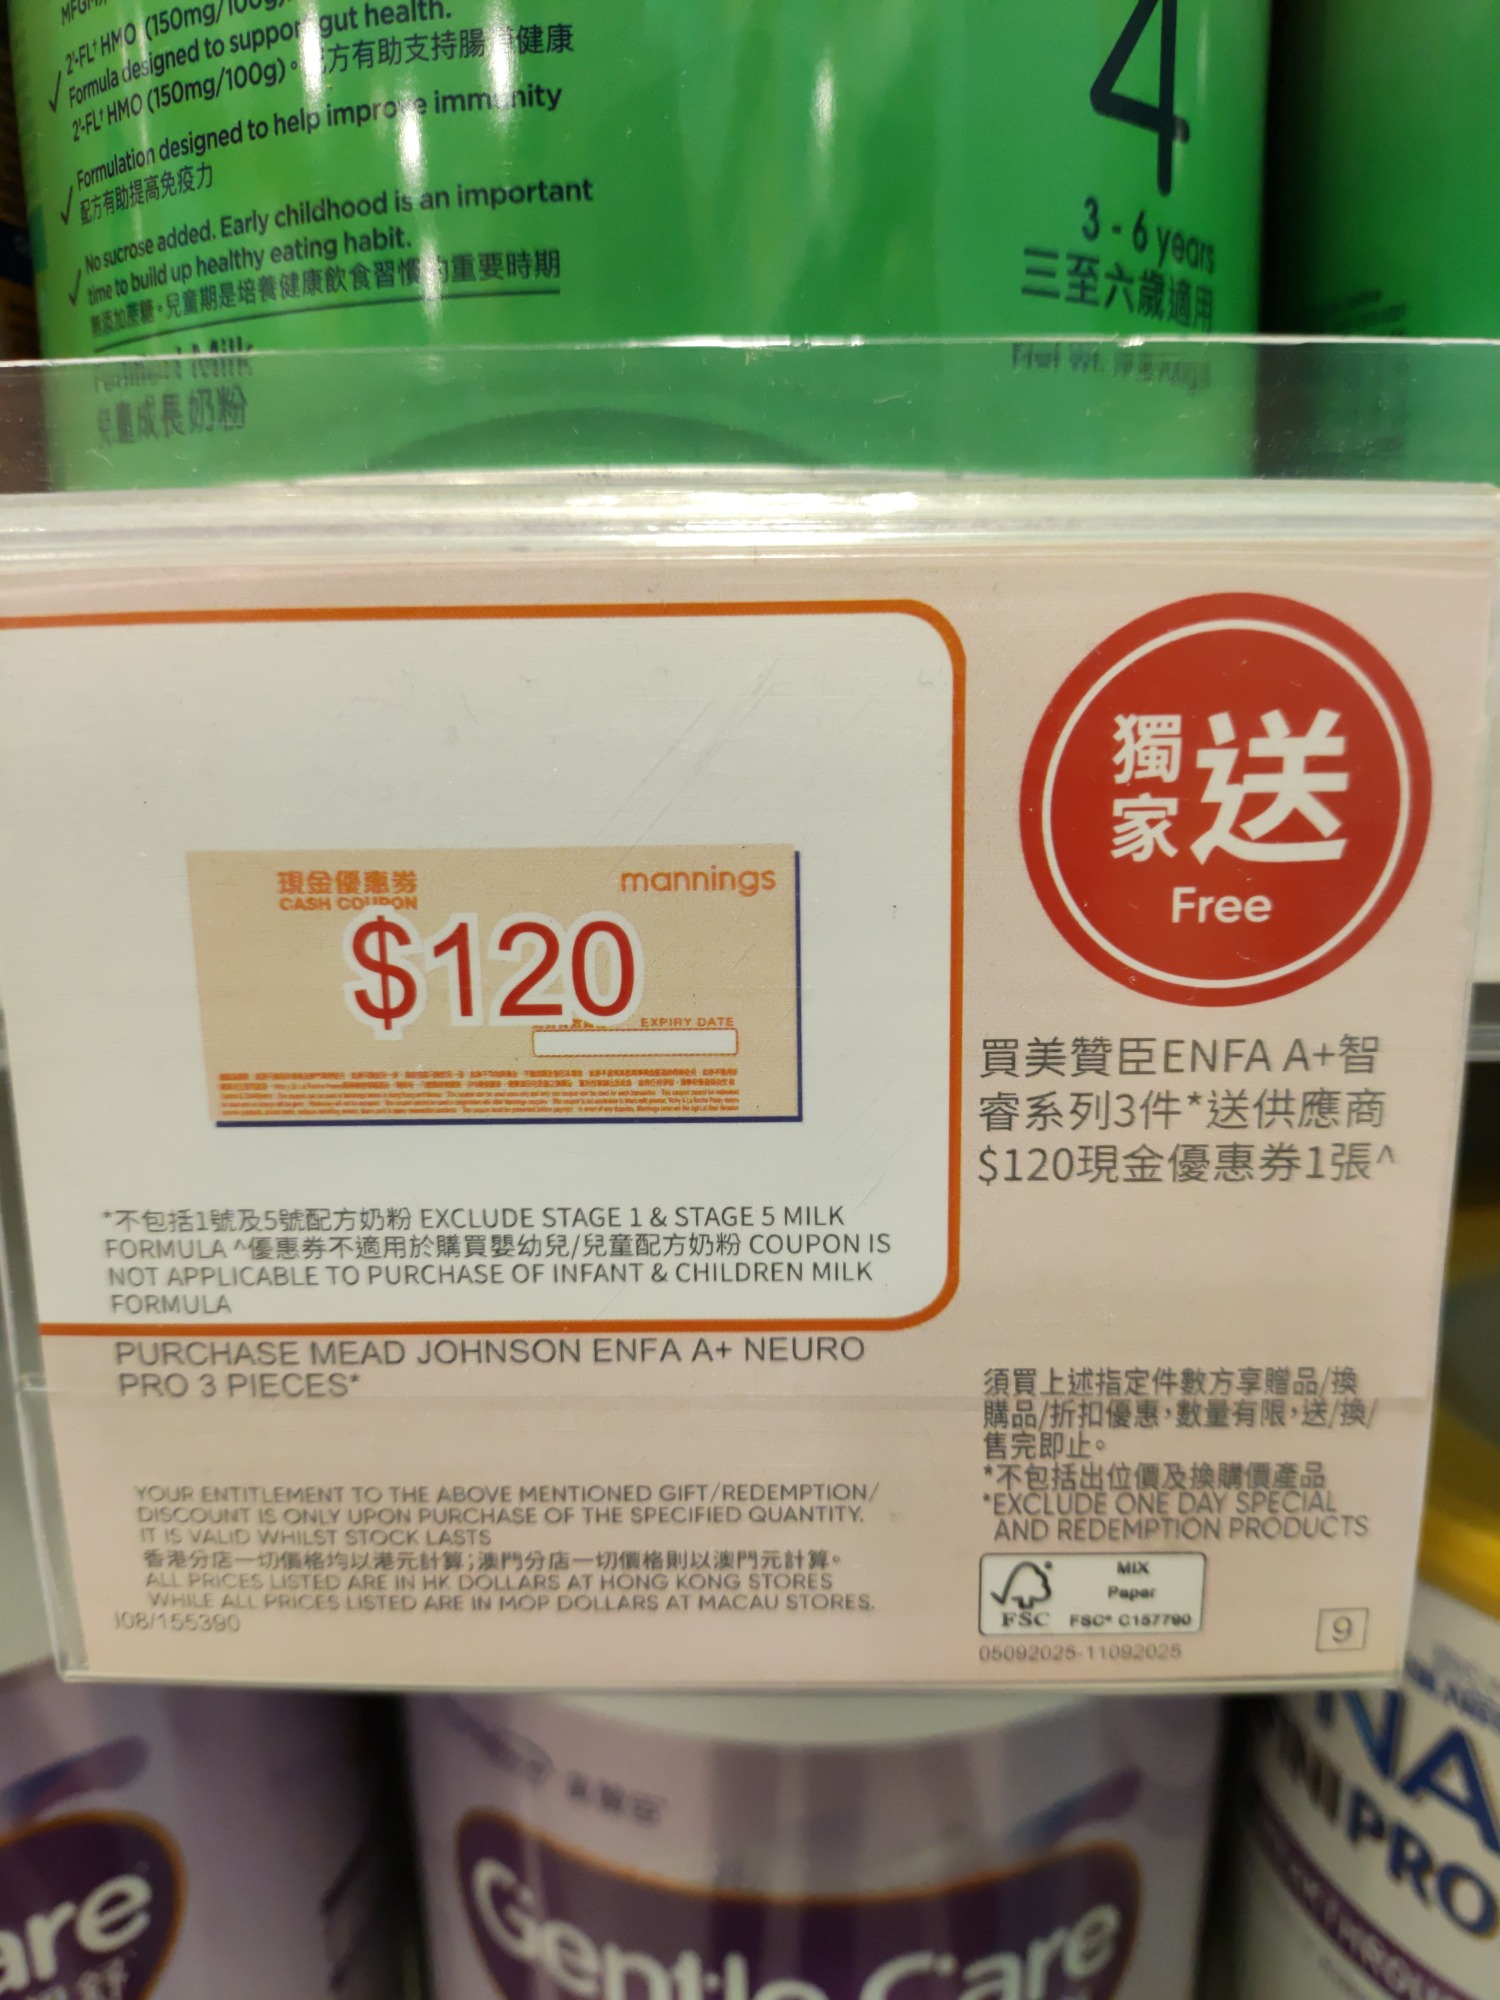 2'-FL† HMO (150mg/100g)
Formula designed to support gut health.
2'-FL† HMO (150mg/100g)。 方有助支持腸 健康
Formulation designed to help improve immunity
配方有助提高免疫力
No sucrose added. Early childhood is an important
time to build up healthy eating habit.
無添加蔗糖。兒童期是培養健康飲食習慣的重要時期
兒童成長奶粉
4
3 - 6 years
三至六歲適用
獨家送
Free
現金優惠券
CASH COUPON
mannings
$120
EXPIRY DATE
買美贊臣ENFA A+智
睿系列3件*送供應商
$120現金優惠券1張^
*不包括1號及5號配方奶粉 EXCLUDE STAGE 1 & STAGE 5 MILK
FORMULA ^優惠券不適用於購買嬰幼兒/兒童配方奶粉 COUPON IS
NOT APPLICABLE TO PURCHASE OF INFANT & CHILDREN MILK
FORMULA
PURCHASE MEAD JOHNSON ENFA A+ NEURO
PRO 3 PIECES*
須買上述指定件數方享贈品/換
購品/折扣優惠，數量有限，送/換/
售完即止。
*不包括出位價及換購價產品
*EXCLUDE ONE DAY SPECIAL
AND REDEMPTION PRODUCTS
YOUR ENTITLEMENT TO THE ABOVE MENTIONED GIFT/REDEMPTION/
DISCOUNT IS ONLY UPON PURCHASE OF THE SPECIFIED QUANTITY.
IT IS VALID WHILST STOCK LASTS
香港分店一切價格均以港元計算；澳門分店一切價格則以澳門元計算。
ALL PRICES LISTED ARE IN HK DOLLARS AT HONG KONG STORES
WHILE ALL PRICES LISTED ARE IN MOP DOLLARS AT MACAU STORES.
J08/155390
FSC
MIX
Paper
FSC® C157790
05092025-11092025
9
are
Gentle Care
NA
PRO